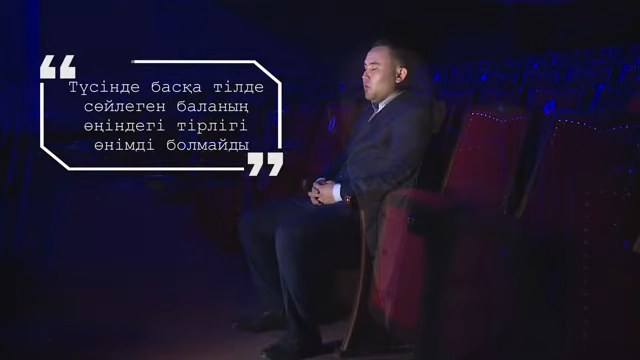 Түсінде басқа тілде
сөйлеген баланың
өңіндегі тірлігі
өнімді болмайды